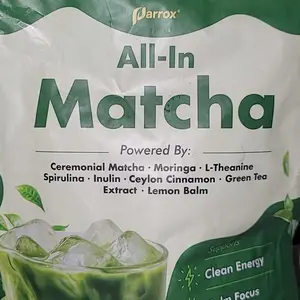 Parrox®
All-In
Matcha
Powered By:
Ceremonial Matcha · Moringa · L-Theanine
Spirulina · Inulin · Ceylon Cinnamon · Green Tea
Extract · Lemon Balm
Clean Energy
Focus